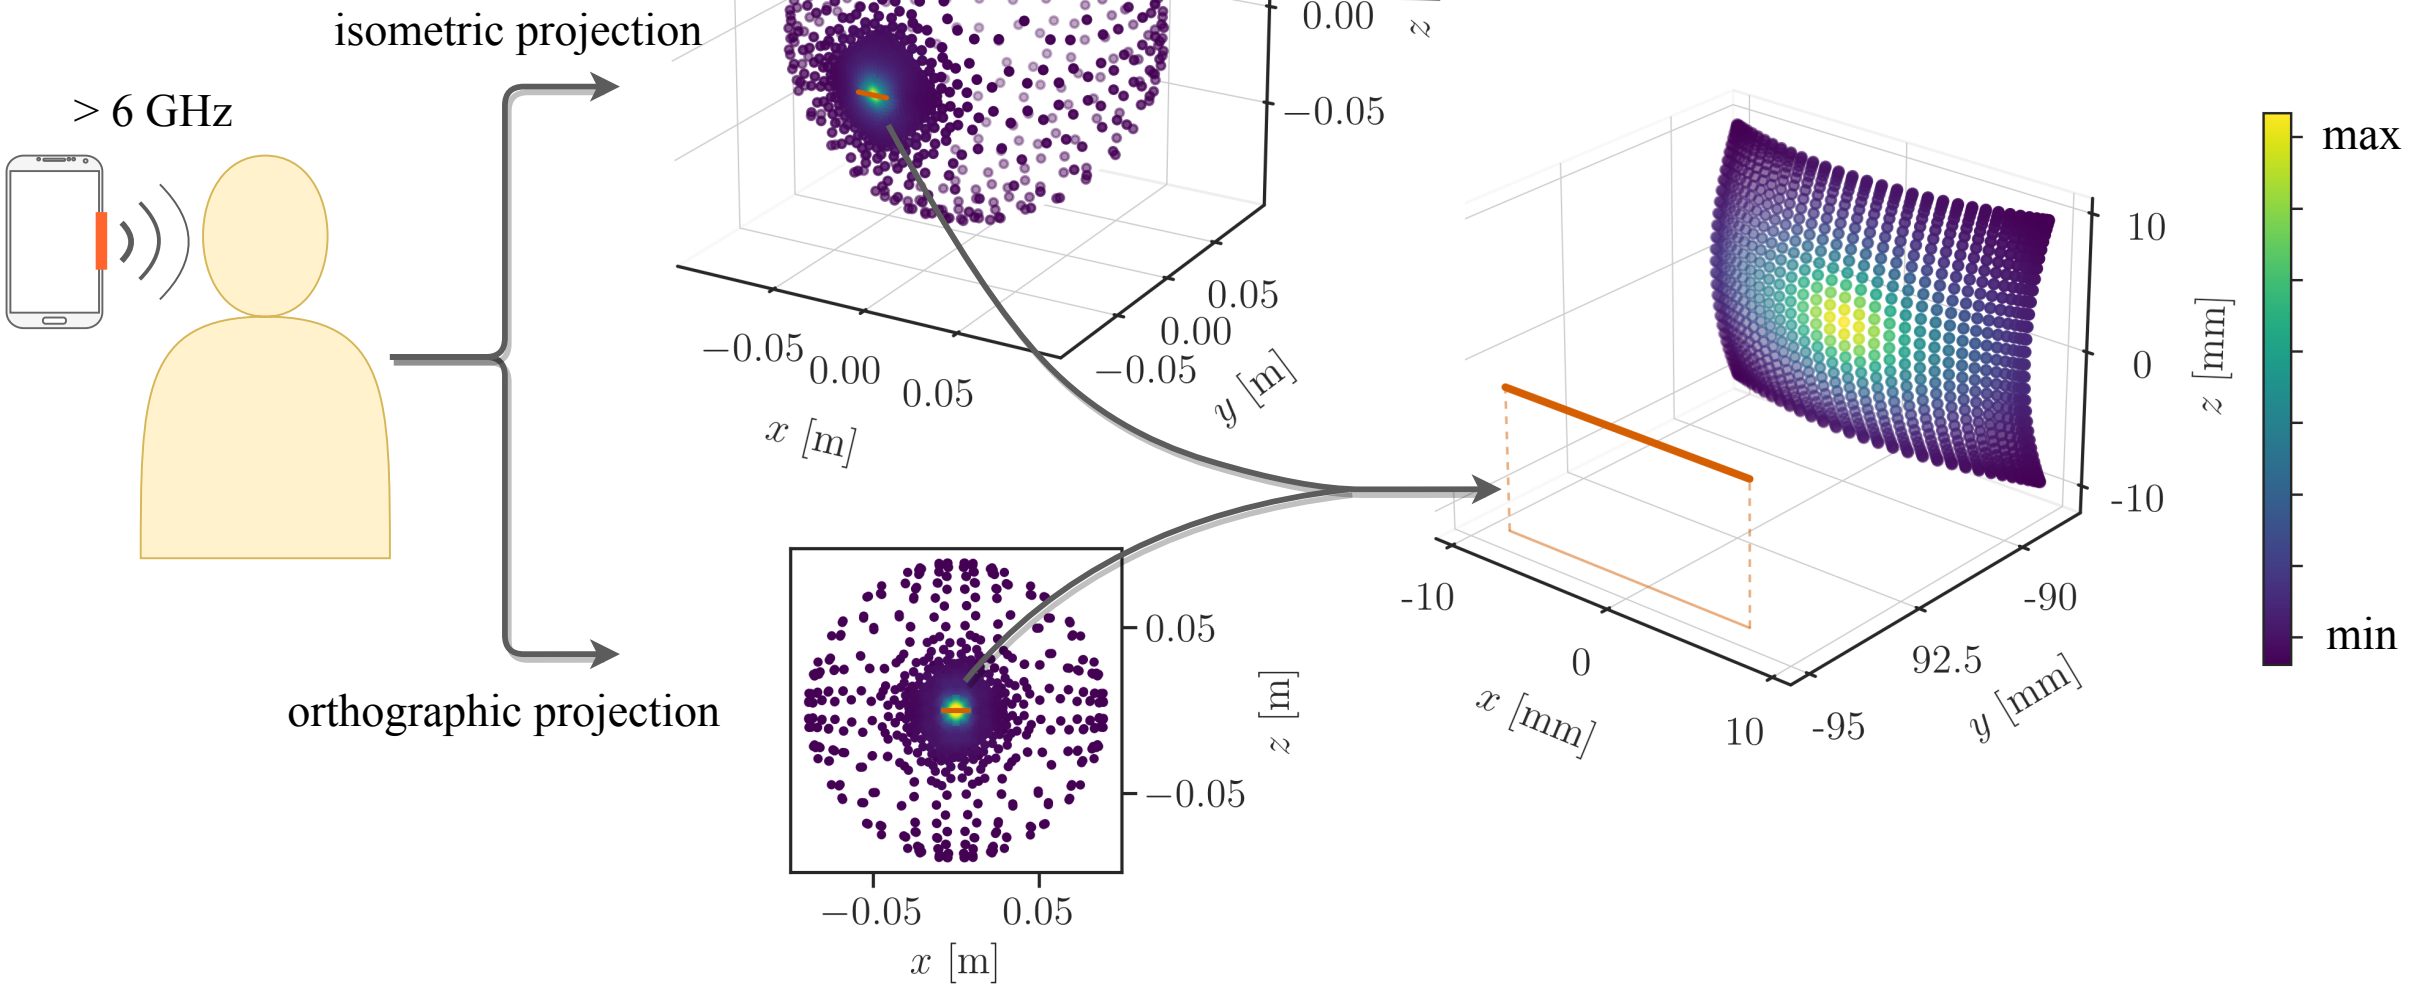 isometric projection
> 6 GHz
0.00
z
−0.05
−0.05
0.00
0.05
x [m]
−0.05
0.00
0.05
y [m]
orthographic projection
0.05
−0.05
z [m]
−0.05
0.05
x [m]
10
0
-10
z [mm]
-10
0
10
x [mm]
-95
92.5
-90
y [mm]
max
min